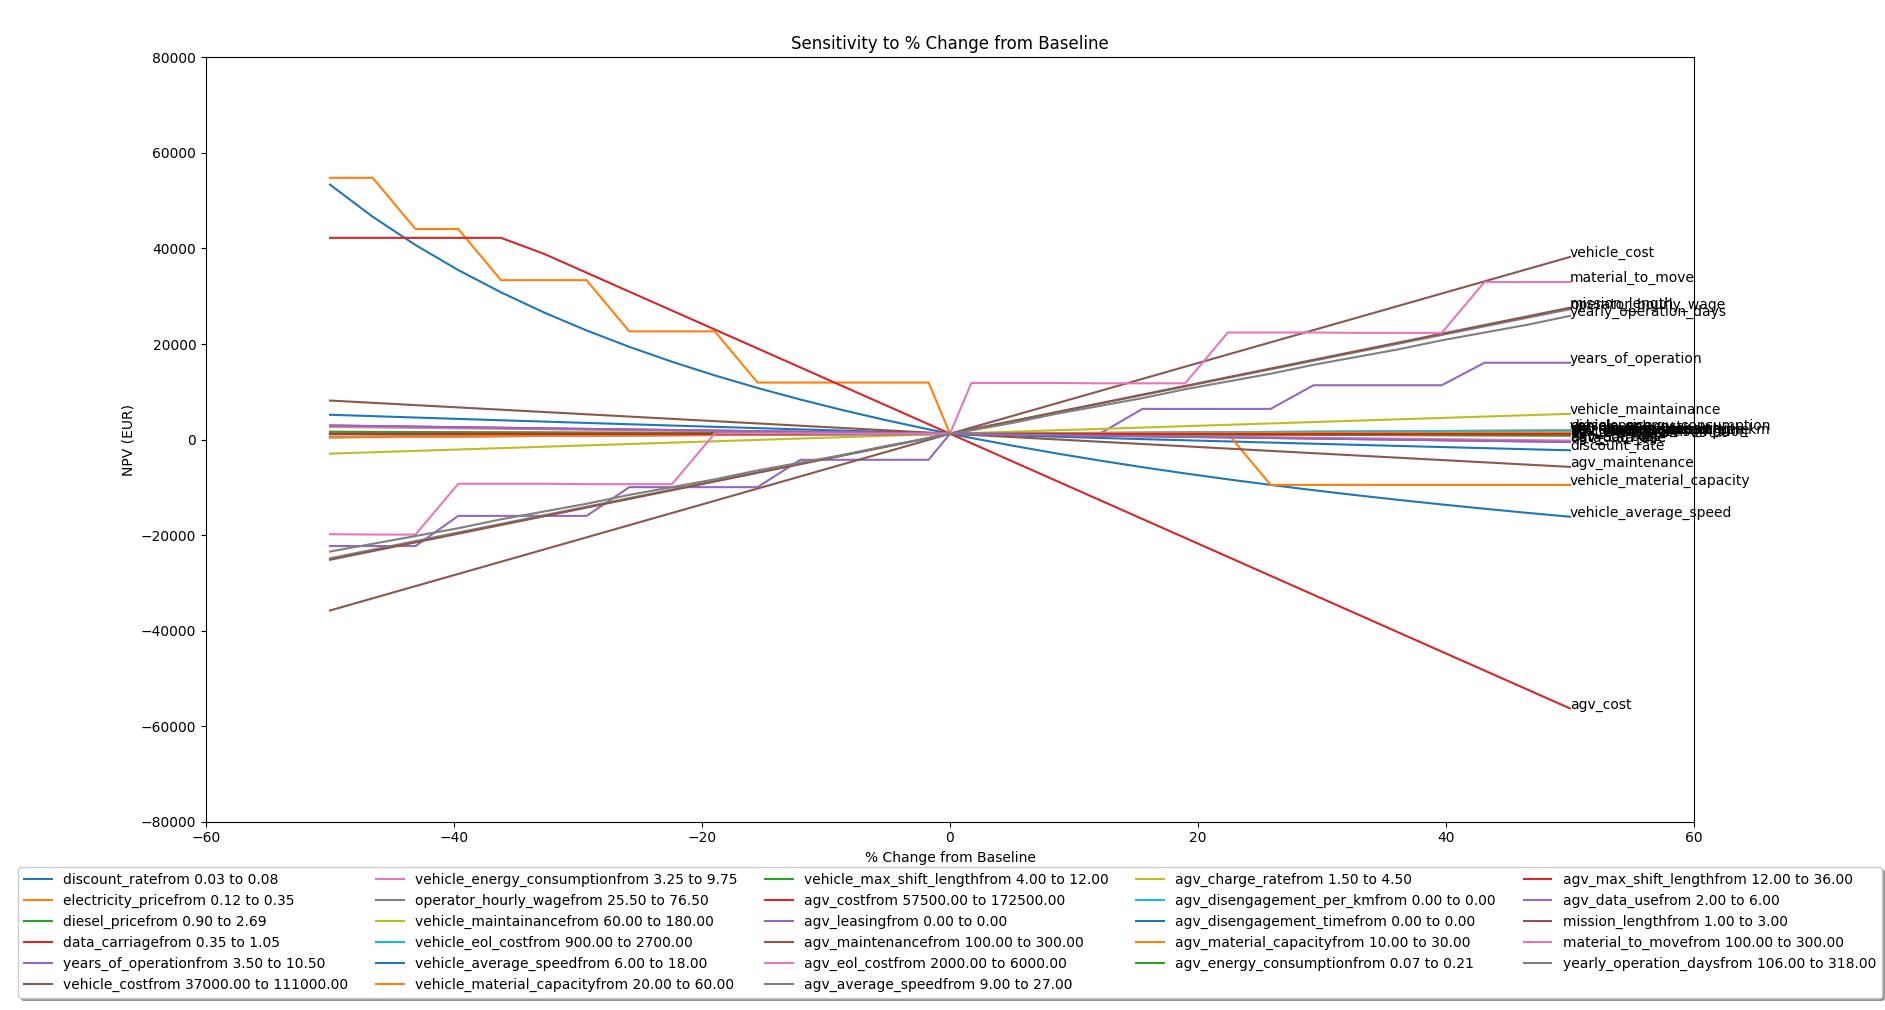 Sensitivity to % Change from Baseline
80000
60000
40000
20000
0
−20000
−40000
−60000
−80000
NPV (EUR)
vehicle_cost
material_to_move
mission_length
operator_hourly_wage
yearly_operation_days
years_of_operation
vehicle_maintainance
vehicle_energy_consumption
discount_rate
agv_maintenance
vehicle_material_capacity
vehicle_average_speed
agv_cost
−60 −40 −20 0 20 40 60
% Change from Baseline
discount_ratefrom 0.03 to 0.08
electricity_pricefrom 0.12 to 0.35
diesel_pricefrom 0.90 to 2.69
data_carriagefrom 0.35 to 1.05
years_of_operationfrom 3.50 to 10.50
vehicle_costfrom 37000.00 to 111000.00
vehicle_energy_consumptionfrom 3.25 to 9.75
operator_hourly_wagefrom 25.50 to 76.50
vehicle_maintainancefrom 60.00 to 180.00
vehicle_eol_costfrom 900.00 to 2700.00
vehicle_average_speedfrom 6.00 to 18.00
vehicle_material_capacityfrom 20.00 to 60.00
vehicle_max_shift_lengthfrom 4.00 to 12.00
agv_costfrom 57500.00 to 172500.00
agv_leasingfrom 0.00 to 0.00
agv_maintenancefrom 100.00 to 300.00
agv_eol_costfrom 2000.00 to 6000.00
agv_average_speedfrom 9.00 to 27.00
agv_charge_ratefrom 1.50 to 4.50
agv_disengagement_per_kmfrom 0.00 to 0.00
agv_disengagement_timefrom 0.00 to 0.00
agv_material_capacityfrom 10.00 to 30.00
agv_energy_consumptionfrom 0.07 to 0.21
agv_max_shift_lengthfrom 12.00 to 36.00
agv_data_usefrom 2.00 to 6.00
mission_lengthfrom 1.00 to 3.00
material_to_movefrom 100.00 to 300.00
yearly_operation_daysfrom 106.00 to 318.00